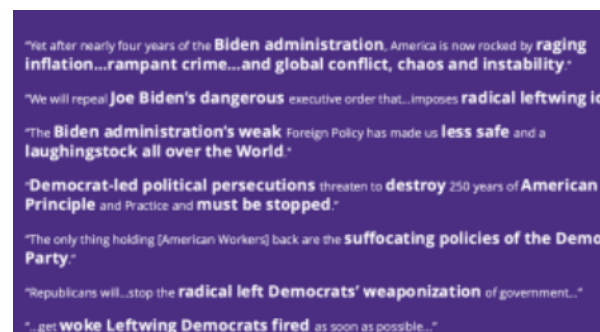 "Yet after nearly four years of the Biden administration, America is now rocked by raging
inflation...rampant crime...and global conflict, chaos and instability."
"We will repeal Joe Biden's dangerous executive order that...imposes radical leftwing
"The Biden administration's weak Foreign Policy has made us less safe and a
laughingstock all over the World."
"Democrat-led political persecutions threaten to destroy 250 years of American
Principle and Practice and must be stopped."
"The only thing holding [American Workers] back are the suffocating policies of the Demo
Party."
"Republicans will...stop the radical left Democrats' weaponization of government..."
"...get woke Leftwing Democrats fired as soon as possible..."